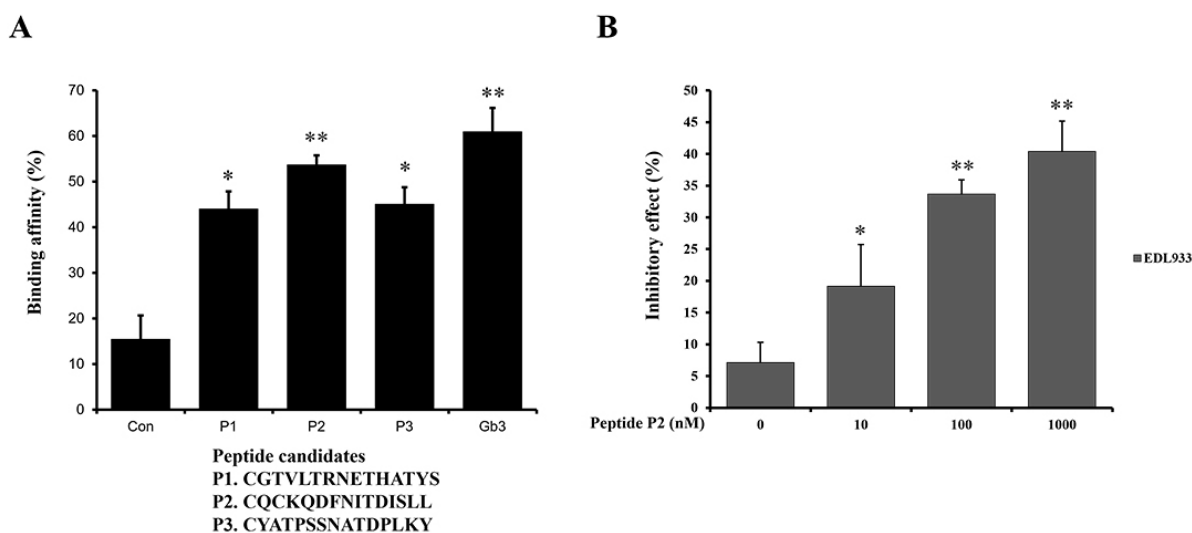 A
Binding affinity (%)
70
60
50
40
30
20
10
0
*
**
*
**
Con P1 P2 P3 Gb3
Peptide candidates
P1. CGTVLTRNETHATYS
P2. CQCKQDFNITDISLL
P3. CYATPSSNATDPLKY
B
Inhibitory effect (%)
50
45
40
35
30
25
20
15
10
5
0
*
**
**
Peptide P2 (nM) 0 10 100 1000
EDL933